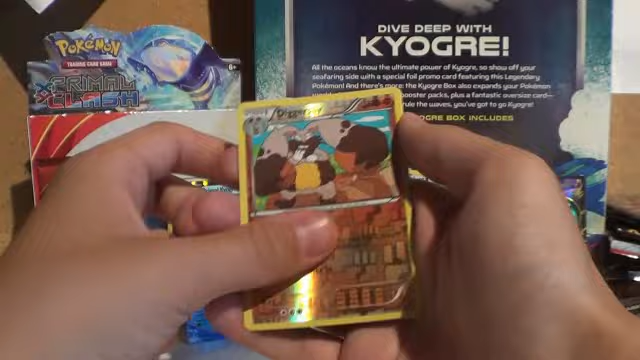 Pokémon
TRADING CARD GAME
6+
PRIMAL
CLASH
DIVE DEEP WITH
KYOGRE!
All the oceans know the ultimate power of Kyogre, so show off your
seafaring side with a special foil promo card featuring this Legendary
Pokémon! And there's more: the Kyogre Box also expands your Pokémon
booster packs, plus a fantastic oversize card—
rule the waves, you've got to go Kyogre!
KYOGRE BOX INCLUDES